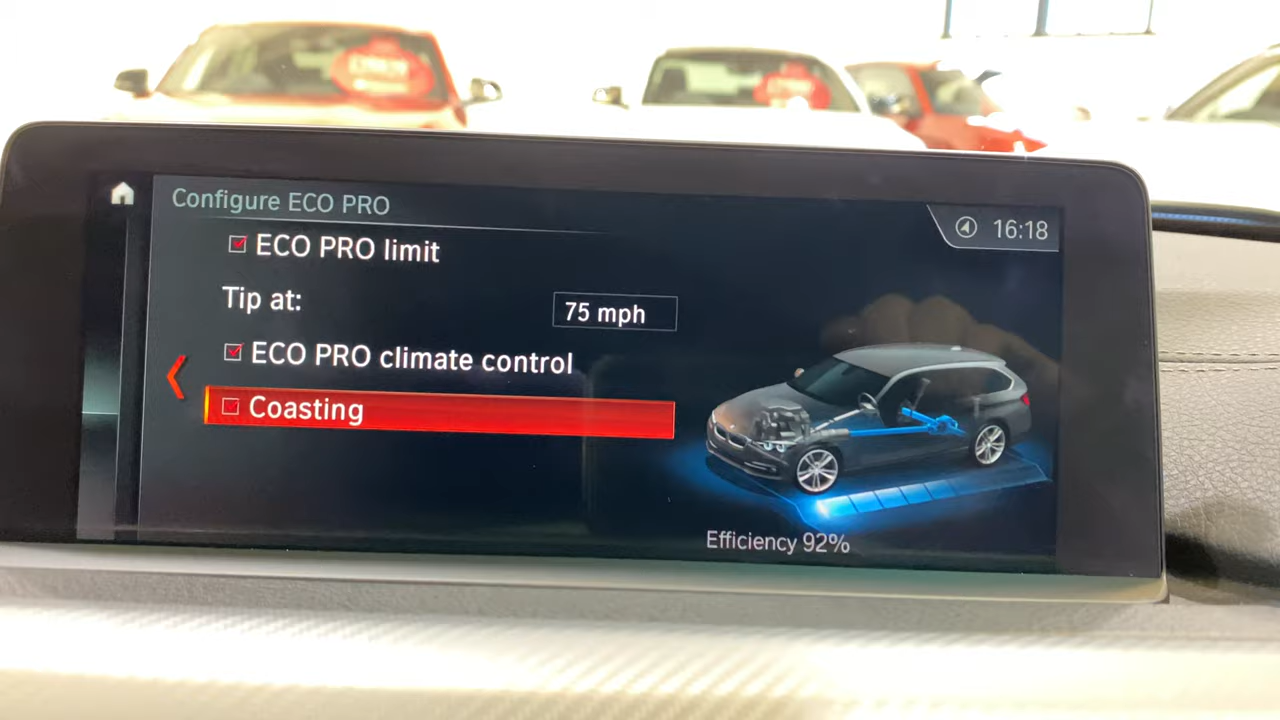 Configure ECO PRO
16:18
ECO PRO limit
Tip at:
75 mph
ECO PRO climate control
Coasting
Efficiency 92%